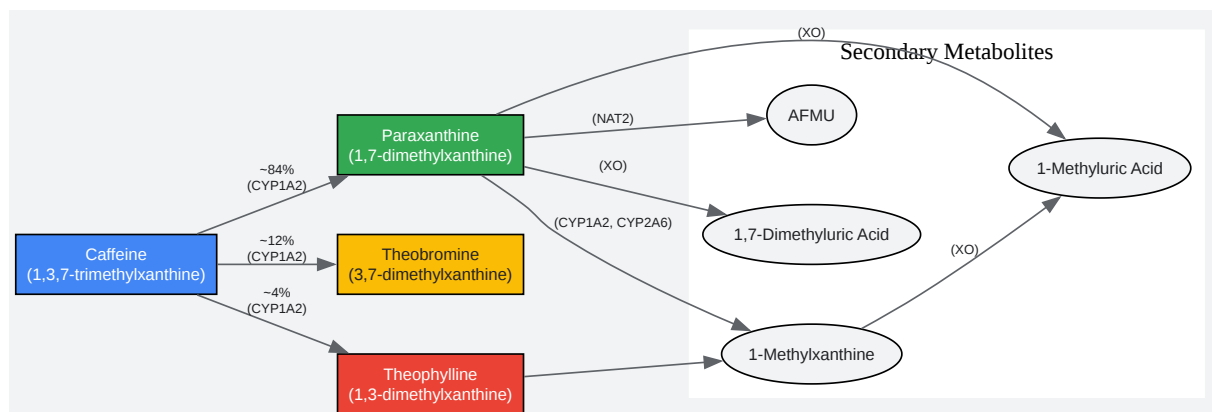 (XO)
Secondary Metabolites
AFMU
(NAT2)
Paraxanthine
(1,7-dimethylxanthine)
(XO)
1-Methyluric Acid
~84%
(CYP1A2)
(CYP1A2, CYP2A6)
1,7-Dimethyluric Acid
Caffeine
(1,3,7-trimethylxanthine)
~12%
(CYP1A2)
Theobromine
(3,7-dimethylxanthine)
(XO)
~4%
(CYP1A2)
1-Methylxanthine
Theophylline
(1,3-dimethylxanthine)